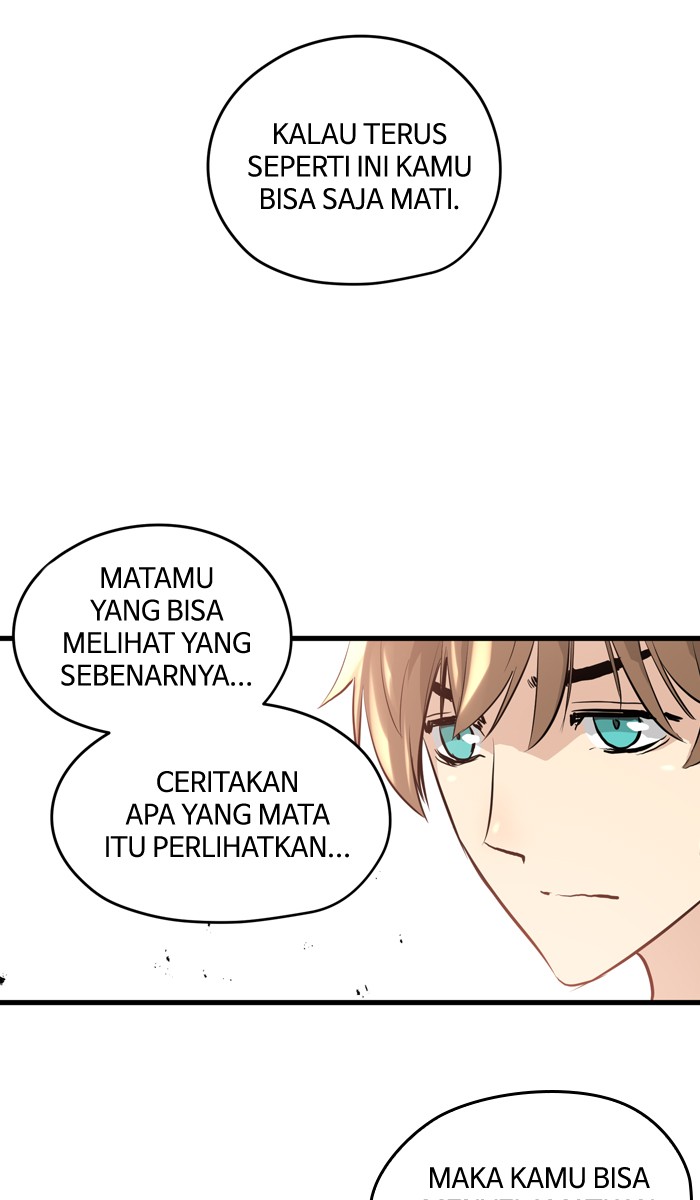 KALAU TERUS
SEPERTI INI KAMU
BISA SAJA MATI.
MATAMU
YANG BISA
MELIHAT YANG
SEBENARNYA...
CERITAKAN
APA YANG MATA
ITU PERLIHATKAN...
MAKA KAMU BISA